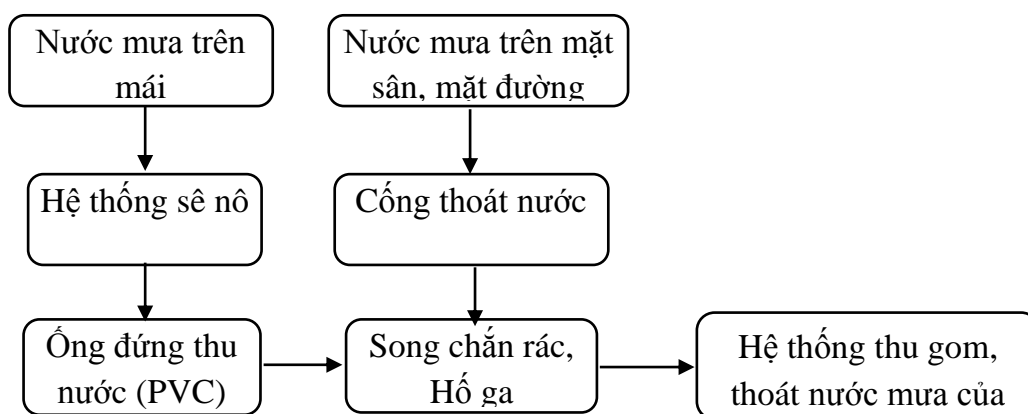 Nước mưa trên
mái
Nước mưa trên mặt
sân, mặt đường
Hệ thống sê nô
Cống thoát nước
Ống đứng thu
nước (PVC)
Song chắn rác,
Hố ga
Hệ thống thu gom,
thoát nước mưa của